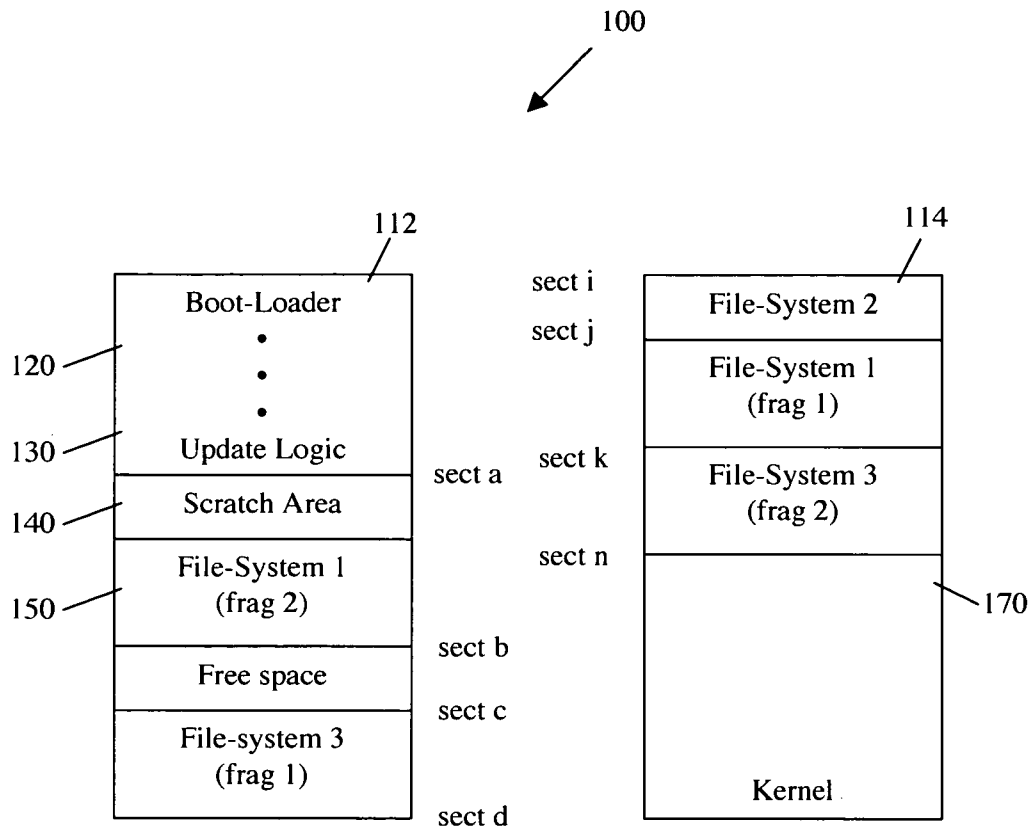 100
112
114
Boot-Loader
120
130
Update Logic
sect a
140
Scratch Area
150
File-System 1
(frag 2)
sect b
Free space
sect c
File-system 3
(frag 1)
sect d
sect i
File-System 2
sect j
File-System 1
(frag 1)
sect k
File-System 3
(frag 2)
sect n
170
Kernel